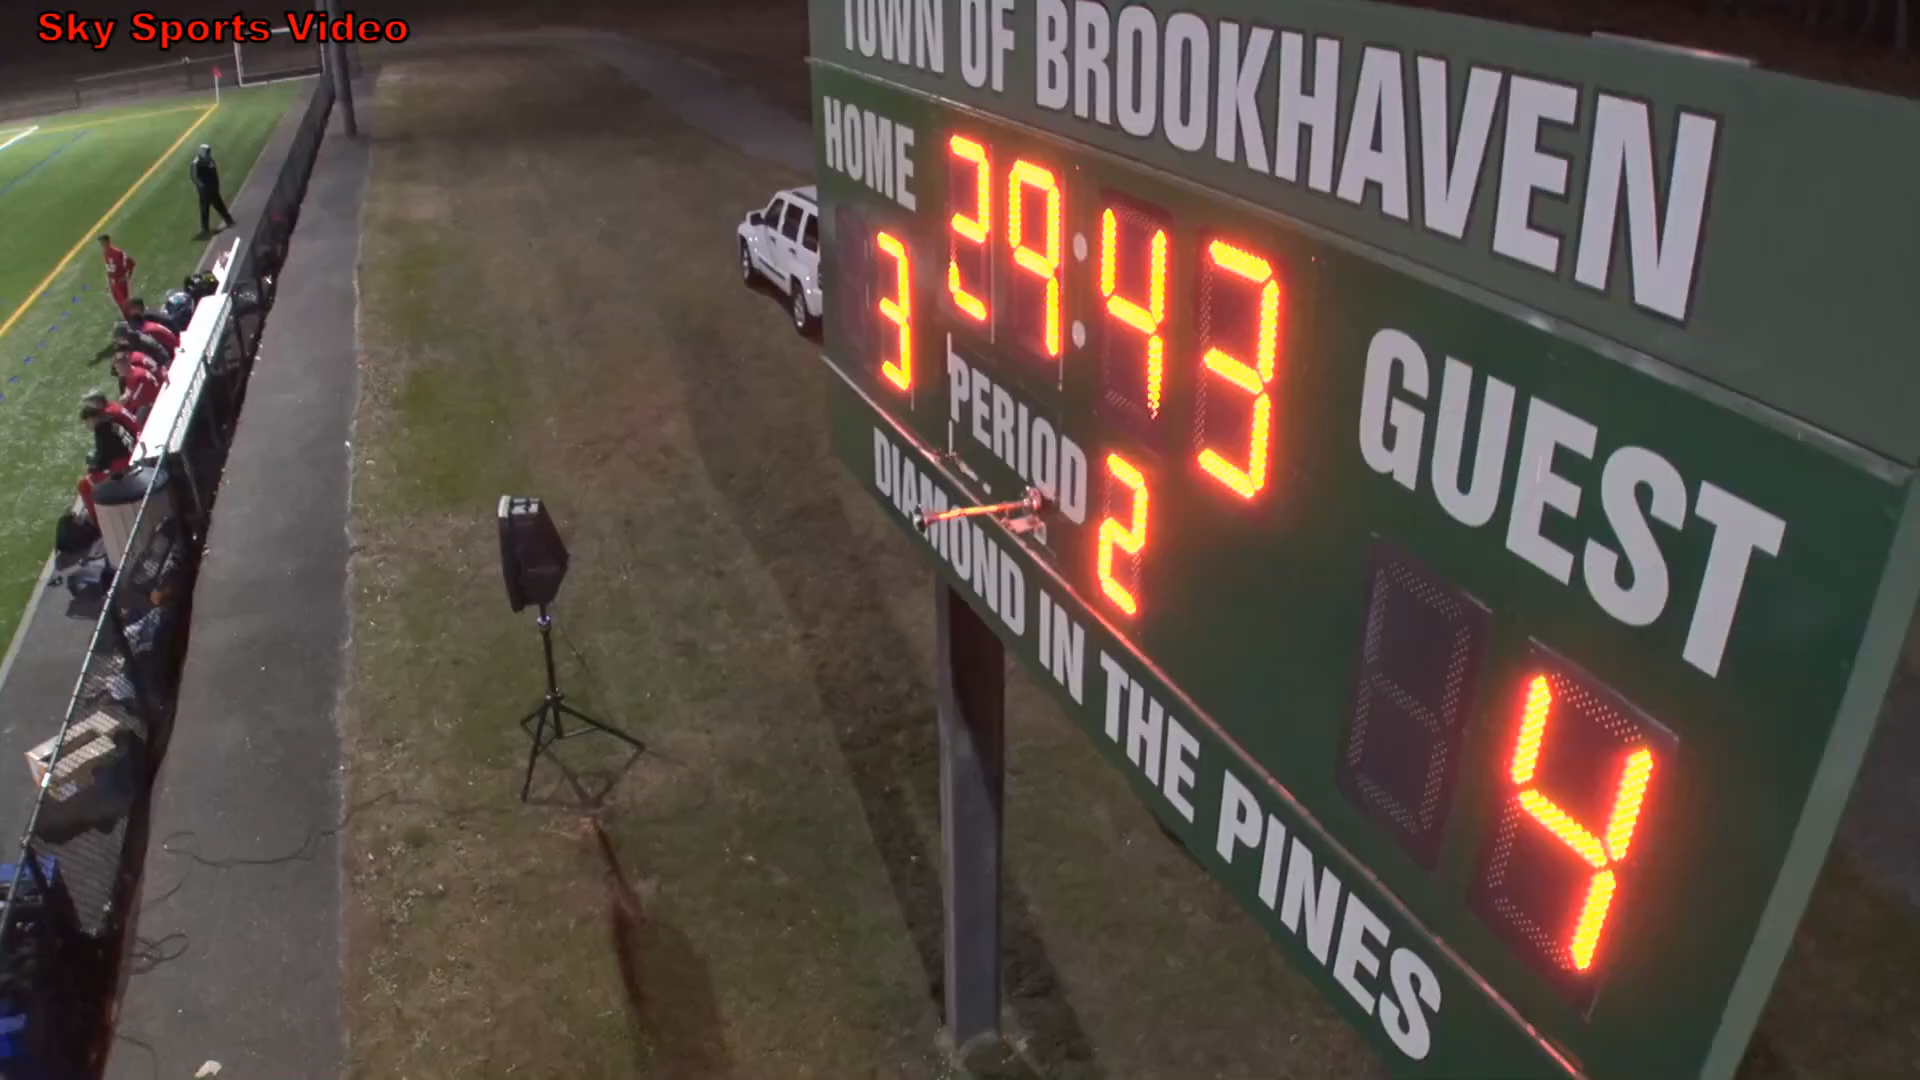 Sky Sports Video
TOWN OF BROOKHAVEN
HOME
29:43
GUEST
3
PERIOD
2
4
DIAMOND IN THE PINES